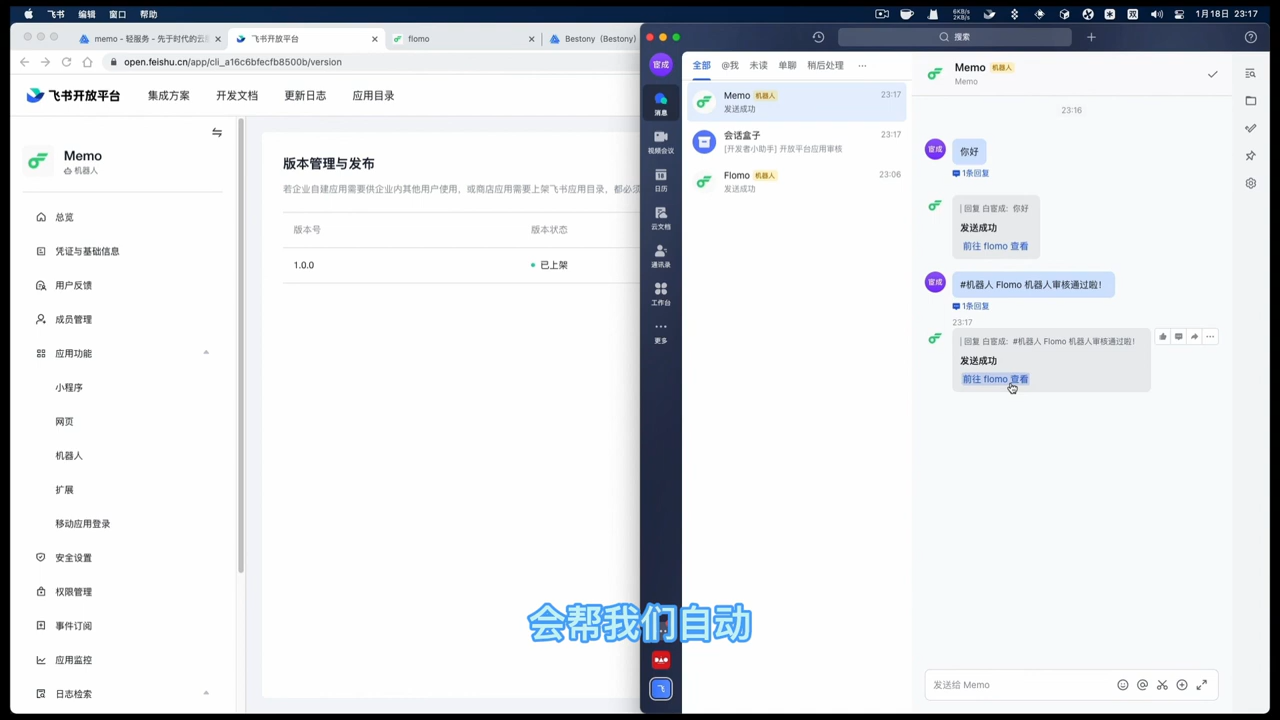 飞书 编辑 窗口 帮助
6KB/s
2KB/s
双
1月18日 23:17
memo - 轻服务 - 先于时代的云
飞书开放平台
flomo
Bestony (Bestony)
open.feishu.cn/app/cli_a16c6bfecfb8500b/version
飞书开放平台 集成方案 开发文档 更新日志 应用目录
Memo
机器人
总览
凭证与基础信息
用户反馈
成员管理
应用功能
小程序
网页
机器人
扩展
移动应用登录
安全设置
权限管理
事件订阅
应用监控
日志检索
版本管理与发布
若企业自建应用需要供企业内其他用户使用，或商店应用需要上架飞书应用目录，都必须
版本号 版本状态
1.0.0 已上架
搜索
宦成
消息
视频会议
日历
云文档
通讯录
工作台
更多
全部 @我 未读 单聊 稍后处理 ...
Memo 机器人 23:17
发送成功
会话盒子 23:17
[开发者小助手] 开放平台应用审核
Flomo 机器人 23:06
发送成功
Memo 机器人
Memo
23:16
宦成
你好
1条回复
| 回复 白宦成: 你好
发送成功
前往 flomo 查看
宦成
#机器人 Flomo 机器人审核通过啦！
1条回复
23:17
| 回复 白宦成: #机器人 Flomo 机器人审核通过啦！
发送成功
前往 flomo 查看
会帮我们自动
发送给 Memo